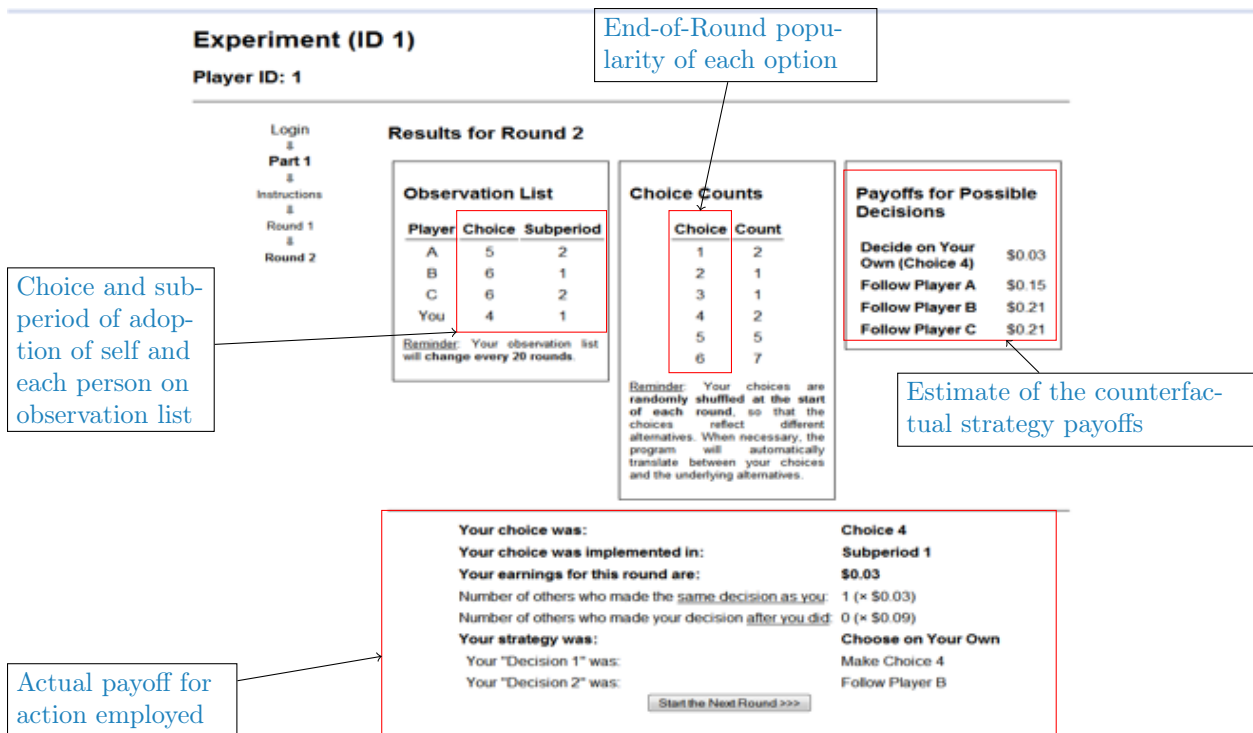 Experiment (ID 1)
End-of-Round popu-
larity of each option
Player ID: 1
Login
⇩
Part 1
⇩
Instructions
⇩
Round 1
⇩
Round 2
Results for Round 2
Observation List
Player Choice Subperiod
A 5 2
B 6 1
C 6 2
You 4 1
Reminder: Your observation list
will change every 20 rounds.
Choice Counts
Choice Count
1 2
2 1
3 1
4 2
5 5
6 7
Reminder: Your choices are
randomly shuffled at the start
of each round, so that the
choices reflect different
alternatives. When necessary, the
program will automatically
translate between your choices
and the underlying alternatives.
Payoffs for Possible
Decisions
Decide on Your
Own (Choice 4) $0.03
Follow Player A $0.15
Follow Player B $0.21
Follow Player C $0.21
Choice and sub-
period of adop-
tion of self and
each person on
observation list
Estimate of the counterfac-
tual strategy payoffs
Your choice was: Choice 4
Your choice was implemented in: Subperiod 1
Your earnings for this round are: $0.03
Number of others who made the same decision as you: 1 (× $0.03)
Number of others who made your decision after you did: 0 (× $0.09)
Your strategy was: Choose on Your Own
Your "Decision 1" was: Make Choice 4
Your "Decision 2" was: Follow Player B
Start the Next Round >>>
Actual payoff for
action employed